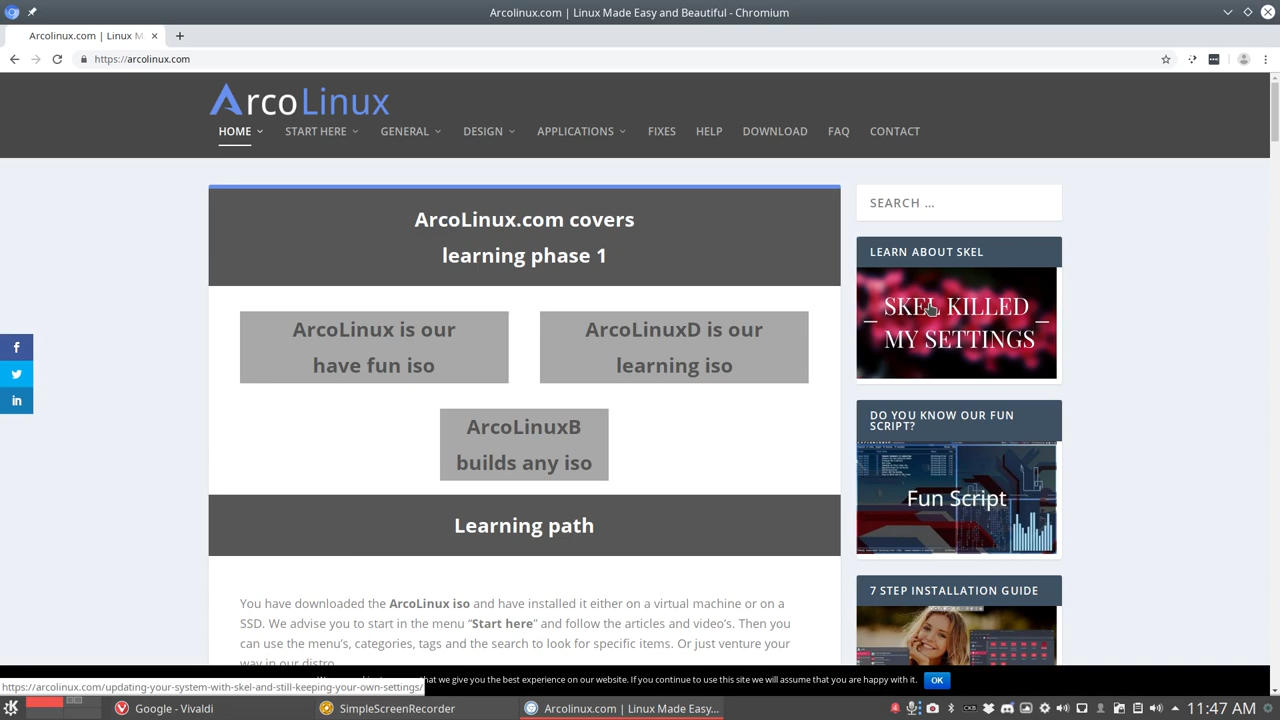 Arcolinux.com | Linux Made Easy and Beautiful - Chromium
Arcolinux.com | Linux M
https://arcolinux.com
ArcoLinux
HOME START HERE GENERAL DESIGN APPLICATIONS FIXES HELP DOWNLOAD FAQ CONTACT
ArcoLinux.com covers
learning phase 1
ArcoLinux is our
have fun iso
ArcoLinuxD is our
learning iso
ArcoLinuxB
builds any iso
Learning path
You have downloaded the ArcoLinux iso and have installed it either on a virtual machine or on a
SSD. We advise you to start in the menu “Start here” and follow the articles and video’s. Then you
can use the menu’s, categories, tags and the search to look for specific items. Or just venture your
way in our distro
SEARCH ...
LEARN ABOUT SKEL
SKEL KILLED
MY SETTINGS
DO YOU KNOW OUR FUN
SCRIPT?
Fun Script
7 STEP INSTALLATION GUIDE
that we give you the best experience on our website. If you continue to use this site we will assume that you are happy with it. OK
https://arcolinux.com/updating-your-system-with-skel-and-still-keeping-your-own-settings/
Google - Vivaldi
SimpleScreenRecorder
Arcolinux.com | Linux Made Easy...
11:47 AM